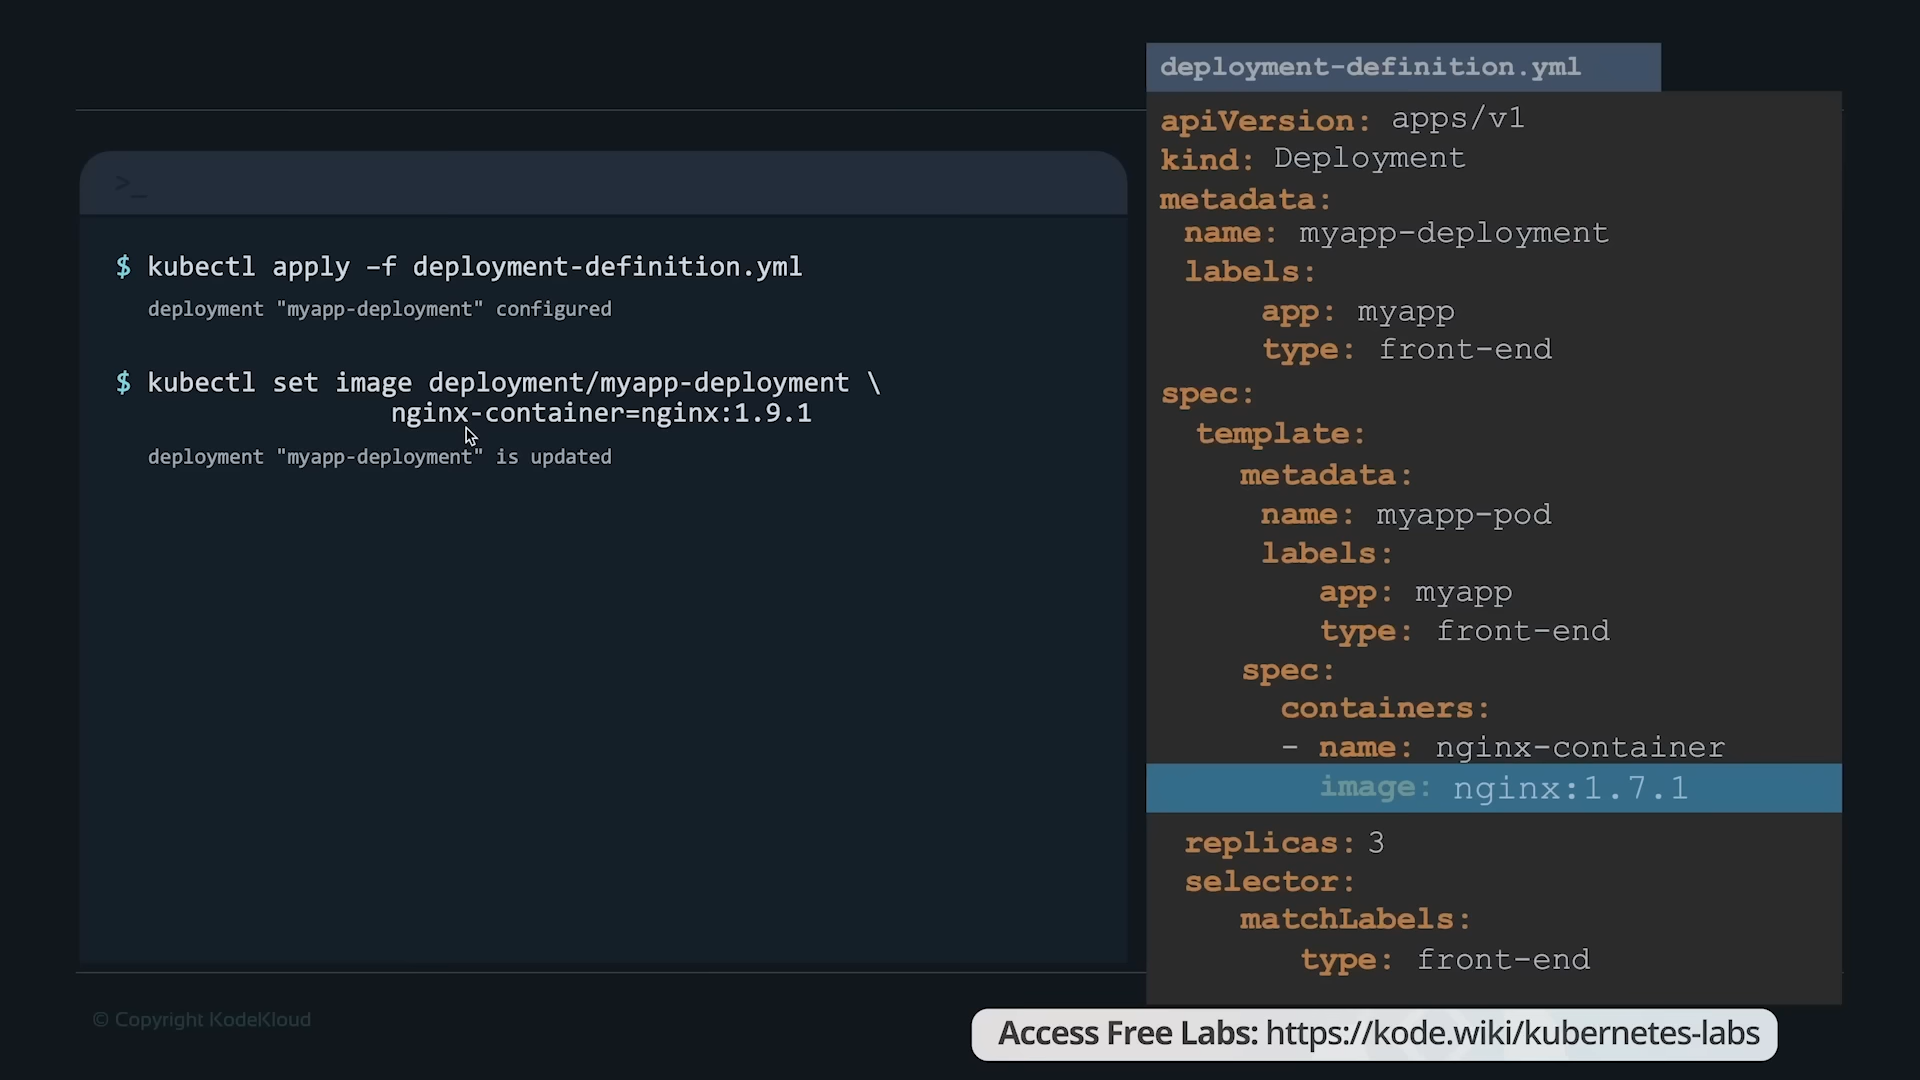 >_
$ kubectl apply –f deployment-definition.yml
deployment "myapp-deployment" configured
$ kubectl set image deployment/myapp-deployment \
nginx-container=nginx:1.9.1
deployment "myapp-deployment" is updated
deployment-definition.yml
apiVersion: apps/v1
kind: Deployment
metadata:
name: myapp-deployment
labels:
app: myapp
type: front-end
spec:
template:
metadata:
name: myapp-pod
labels:
app: myapp
type: front-end
spec:
containers:
- name: nginx-container
image: nginx:1.7.1
replicas: 3
selector:
matchLabels:
type: front-end
© Copyright KodeKloud
Access Free Labs: https://kode.wiki/kubernetes-labs